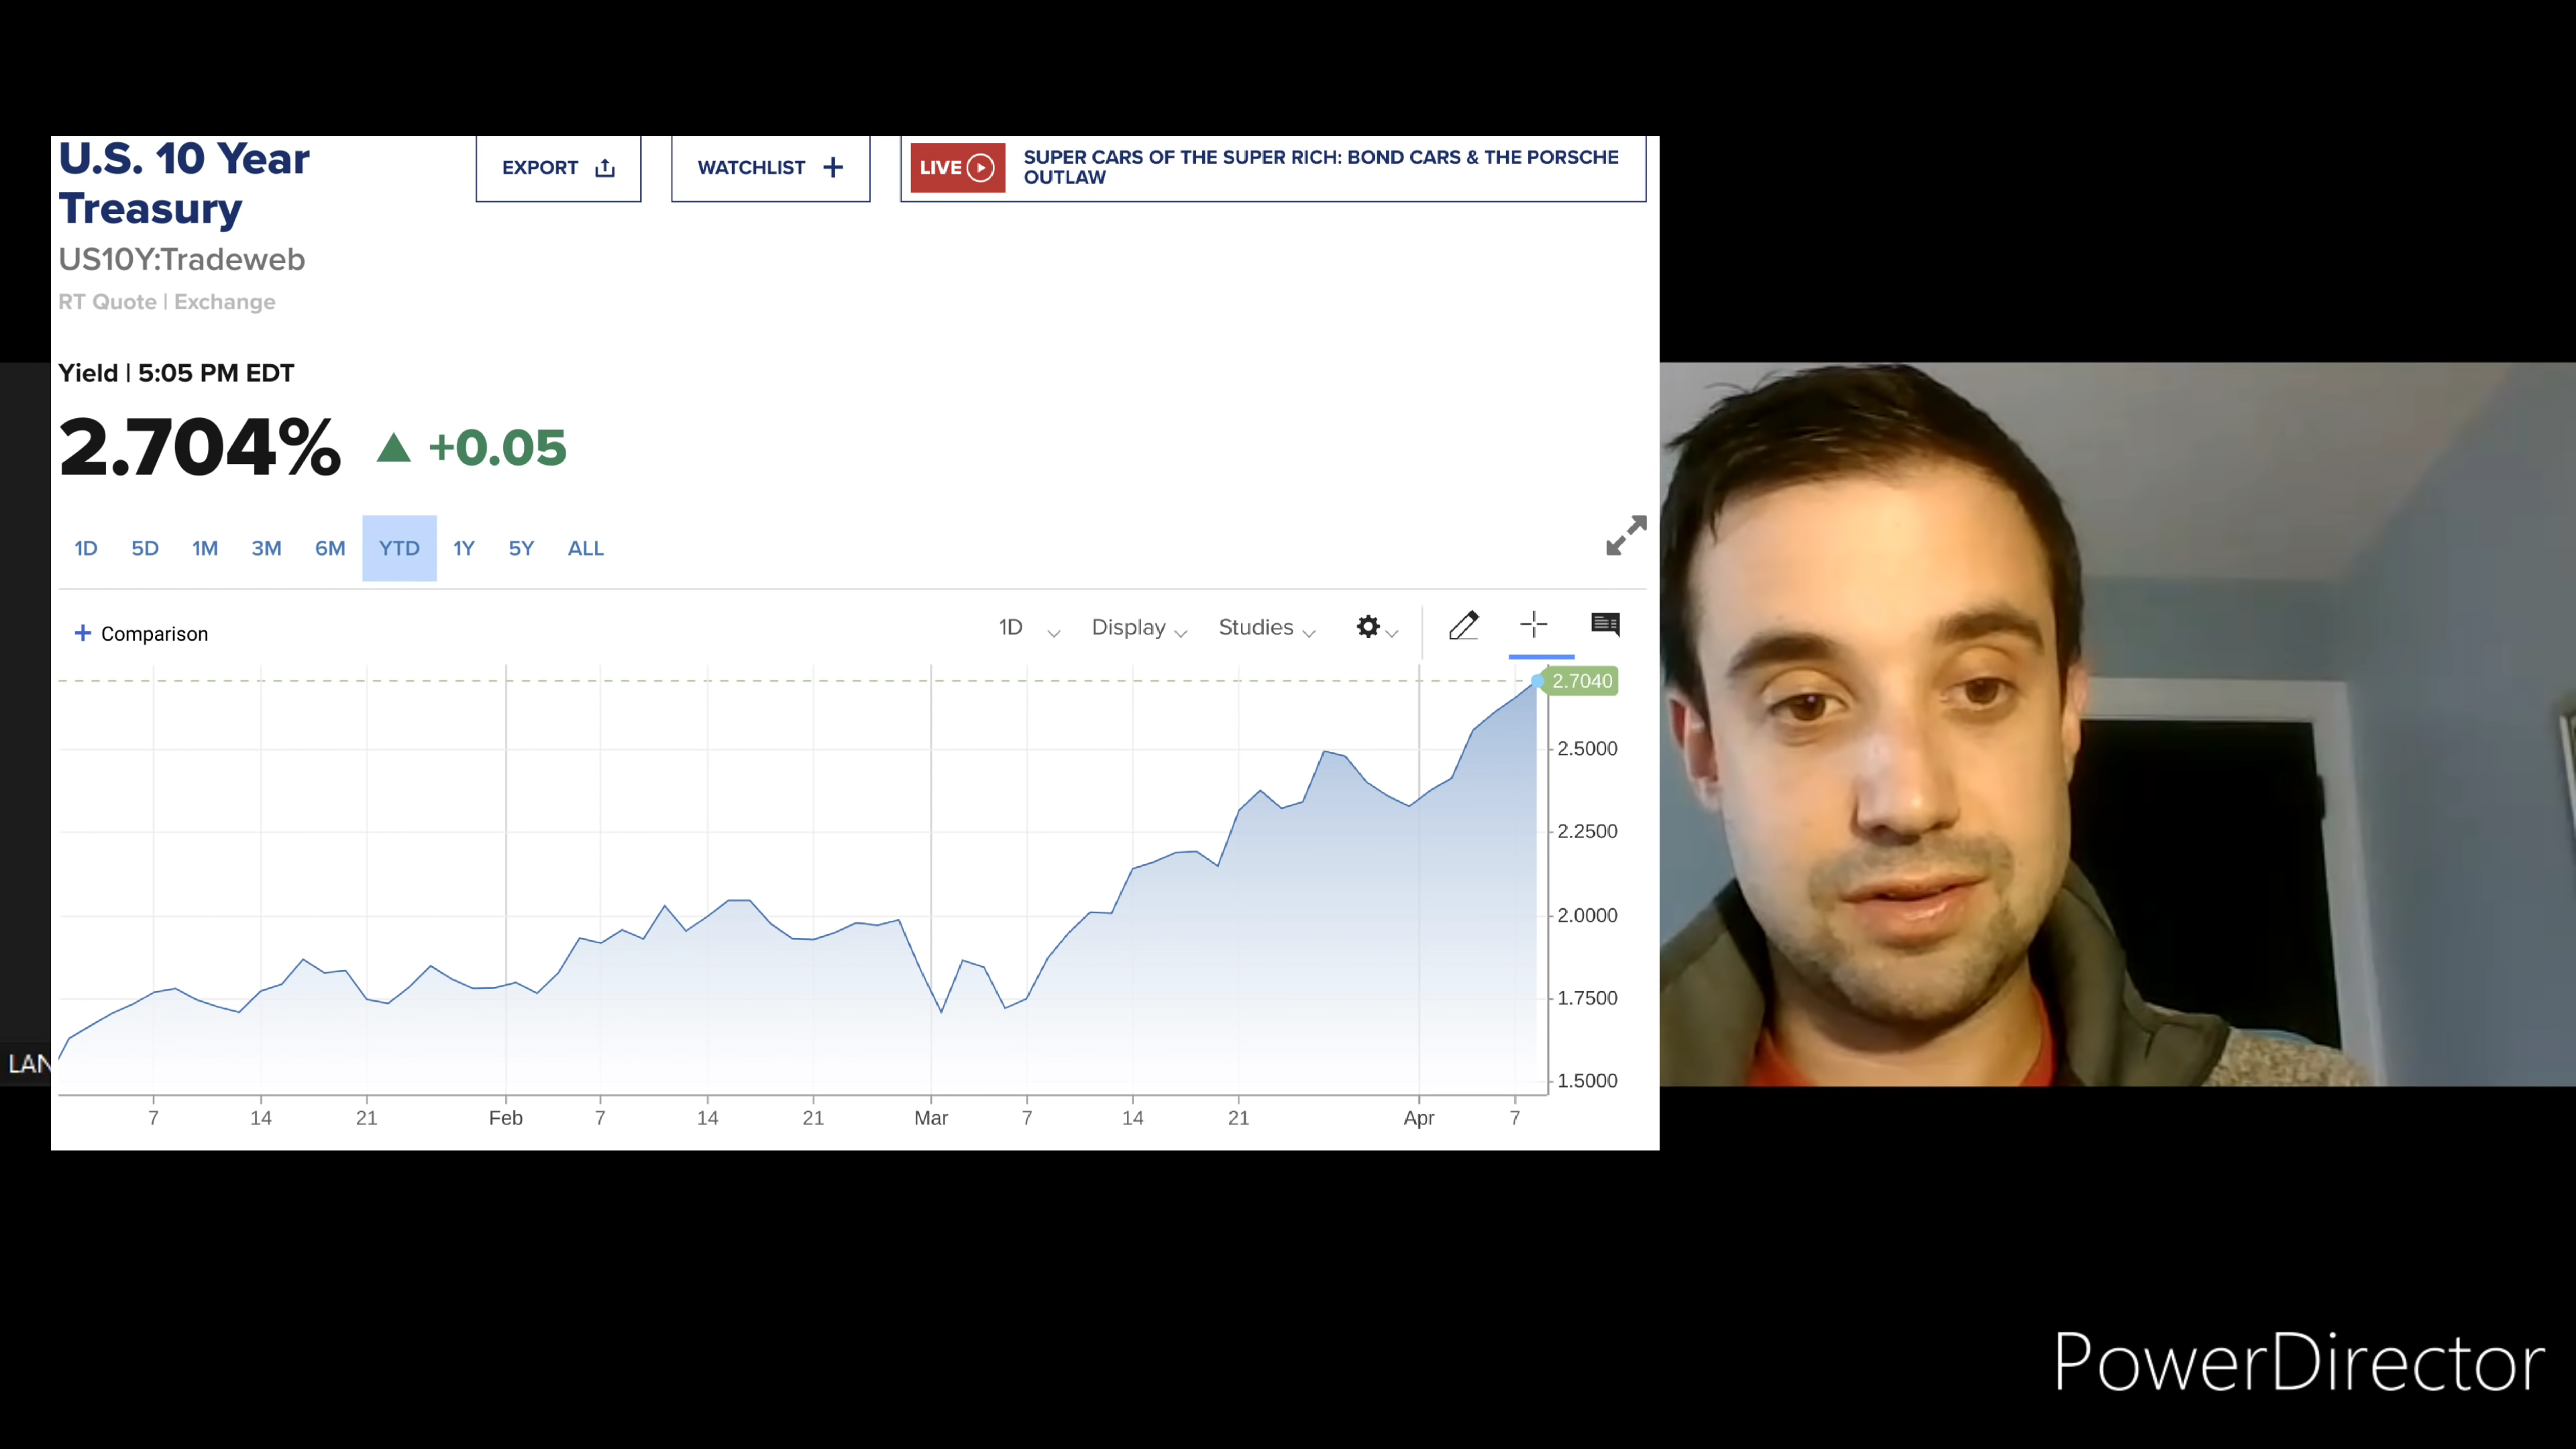 U.S. 10 Year
Treasury
EXPORT
WATCHLIST +
LIVE
SUPER CARS OF THE SUPER RICH: BOND CARS & THE PORSCHE
OUTLAW
US10Y:Tradeweb
RT Quote | Exchange
Yield | 5:05 PM EDT
2.704% ▲ +0.05
1D 5D 1M 3M 6M YTD 1Y 5Y ALL
+ Comparison
1D Display Studies
2.7040
2.5000
2.2500
2.0000
1.7500
1.5000
7 14 21 Feb 7 14 21 Mar 7 14 21 Apr 7
LAN
PowerDirector